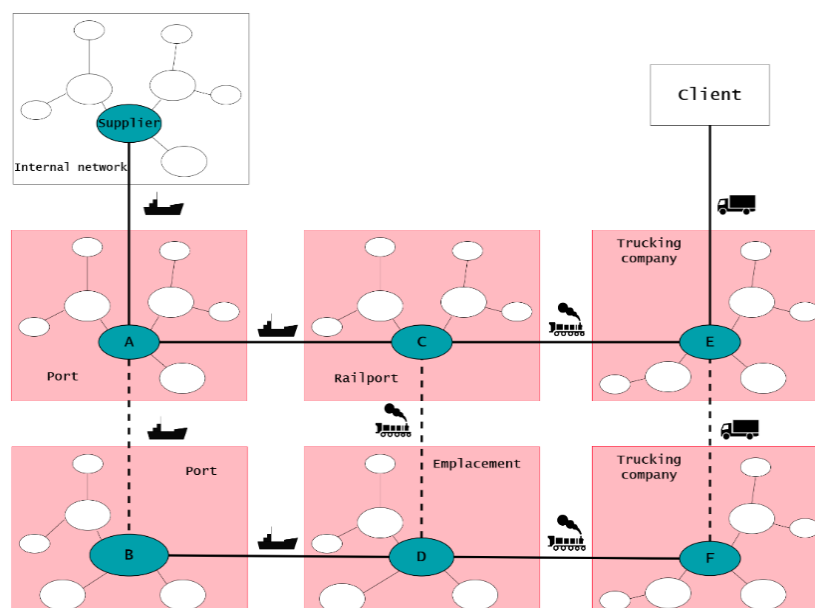 Supplier
Internal network
Client
Trucking
company
A
C
E
Port
Railport
Port
Emplacement
Trucking
company
B
D
F